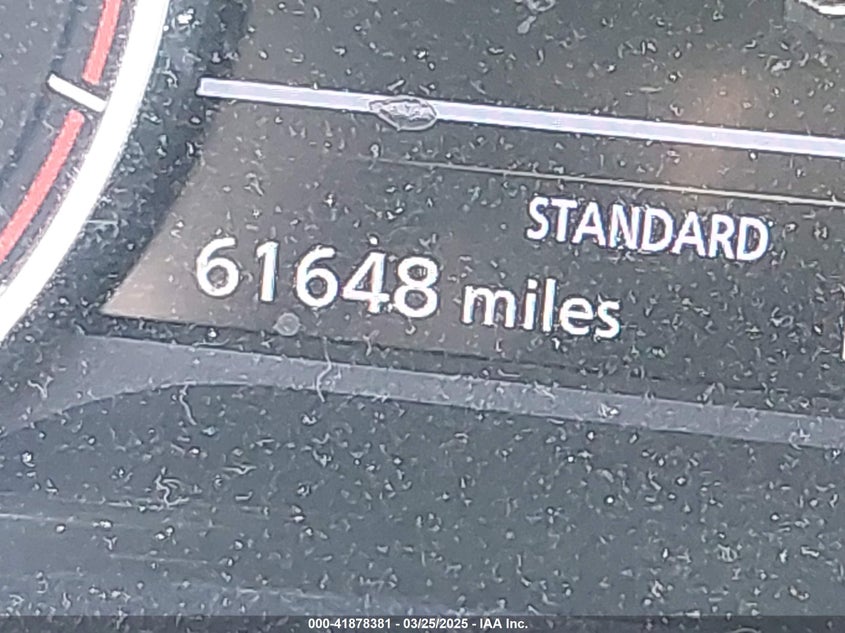 STANDARD
61648 miles
000-41878381 - 03/25/2025 - IAA Inc.